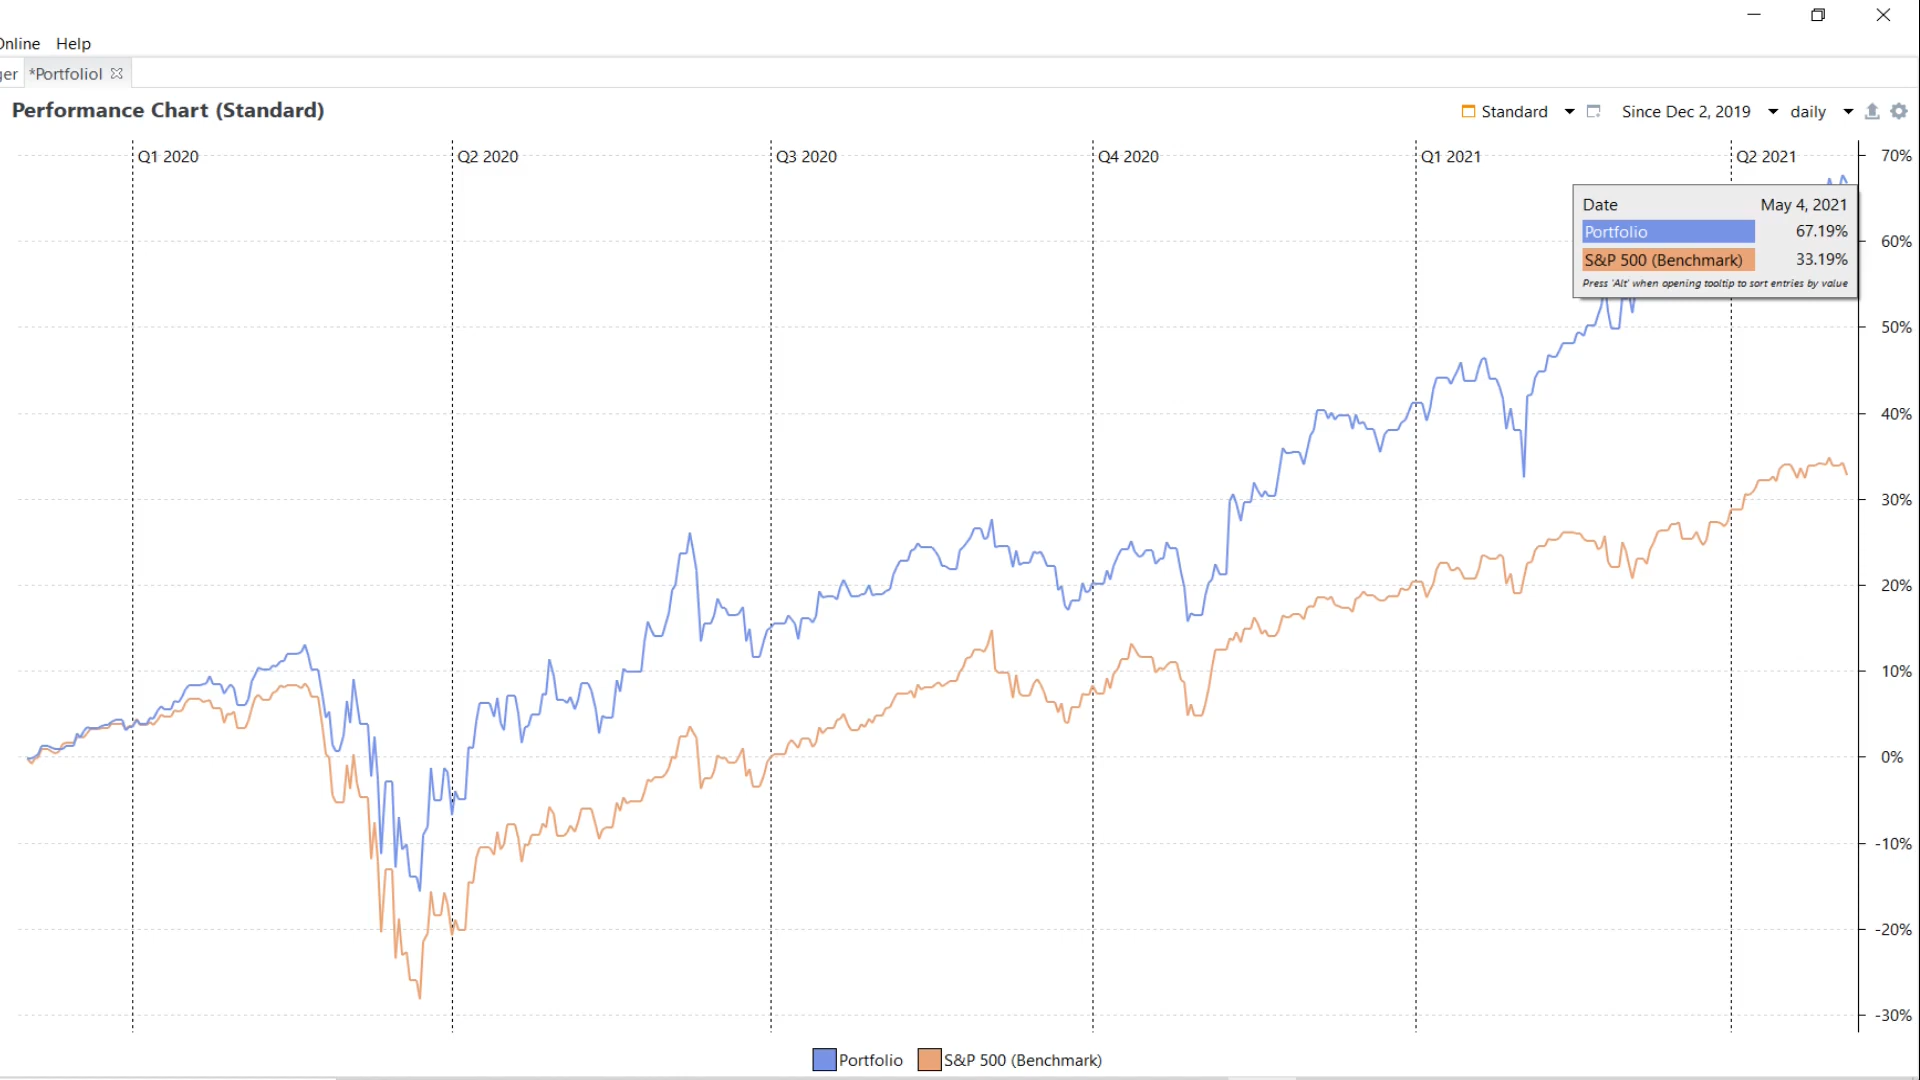 Online Help
ger *Portfoliol
Performance Chart (Standard)
Standard Since Dec 2, 2019 daily
Q1 2020 Q2 2020 Q3 2020 Q4 2020 Q1 2021 Q2 2021
70%
60%
50%
40%
30%
20%
10%
0%
-10%
-20%
-30%
Date May 4, 2021
Portfolio 67.19%
S&P 500 (Benchmark) 33.19%
Press 'Alt' when opening tooltip to sort entries by value
Portfolio S&P 500 (Benchmark)